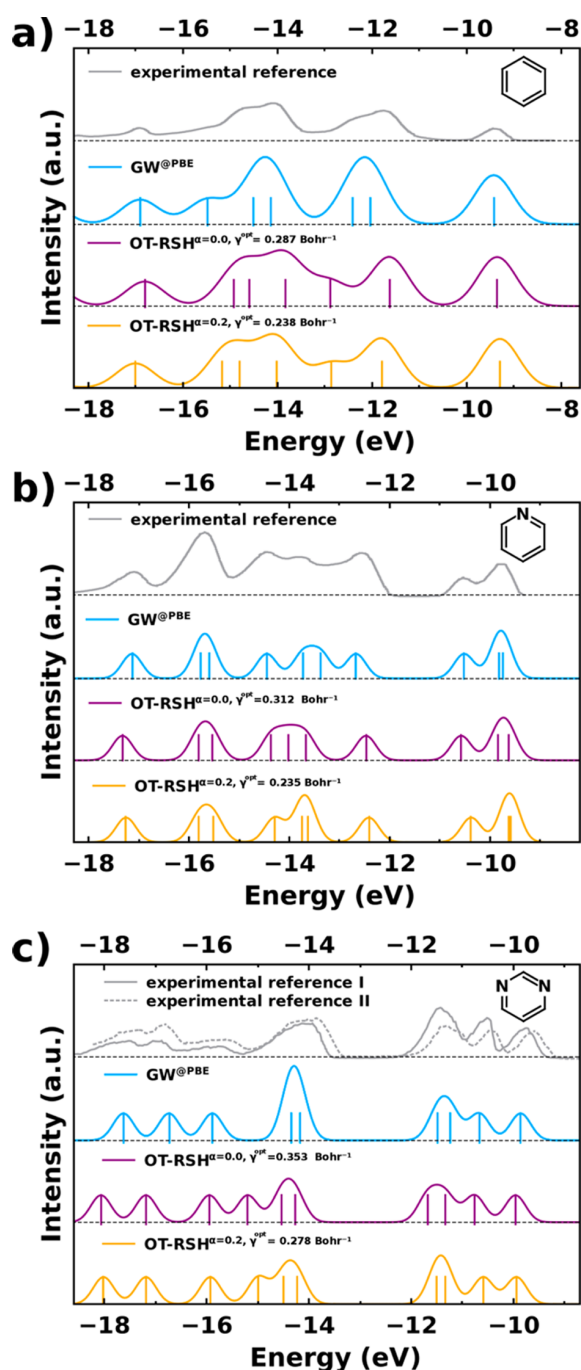 a)
−18 −16 −14 −12 −10 −8
experimental reference
GW@PBE
OT-RSHα=0.0, γopt= 0.287 Bohr−1
OT-RSHα=0.2, γopt= 0.238 Bohr−1
Intensity (a.u.)
−18 −16 −14 −12 −10 −8
Energy (eV)
b)
−18 −16 −14 −12 −10
experimental reference
N
GW@PBE
OT-RSHα=0.0, γopt=0.312 Bohr−1
OT-RSHα=0.2, γopt= 0.235 Bohr−1
Intensity (a.u.)
−18 −16 −14 −12 −10
Energy (eV)
c)
−18 −16 −14 −12 −10
experimental reference I
experimental reference II
N N
GW@PBE
OT-RSHα=0.0, γopt=0.353 Bohr−1
OT-RSHα=0.2, γopt= 0.278 Bohr−1
Intensity (a.u.)
−18 −16 −14 −12 −10
Energy (eV)